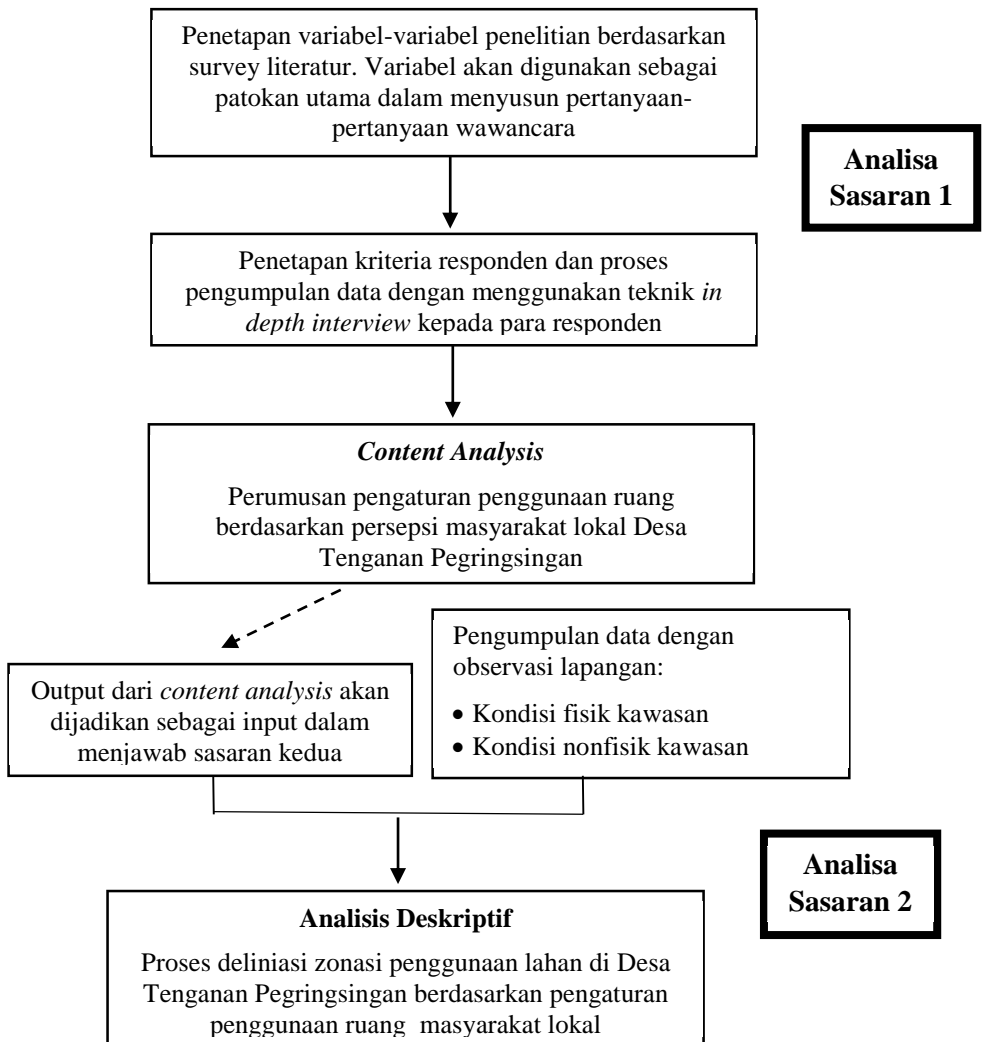 Penetapan variabel-variabel penelitian berdasarkan
survey literatur. Variabel akan digunakan sebagai
patokan utama dalam menyusun pertanyaan-
pertanyaan wawancara
Analisa
Sasaran 1
Penetapan kriteria responden dan proses
pengumpulan data dengan menggunakan teknik in
depth interview kepada para responden
Content Analysis
Perumusan pengaturan penggunaan ruang
berdasarkan persepsi masyarakat lokal Desa
Tenganan Pegringsingan
Output dari content analysis akan
dijadikan sebagai input dalam
menjawab sasaran kedua
Pengumpulan data dengan
observasi lapangan:
• Kondisi fisik kawasan
• Kondisi nonfisik kawasan
Analisa
Sasaran 2
Analisis Deskriptif
Proses deliniasi zonasi penggunaan lahan di Desa
Tenganan Pegringsingan berdasarkan pengaturan
penggunaan ruang masyarakat lokal